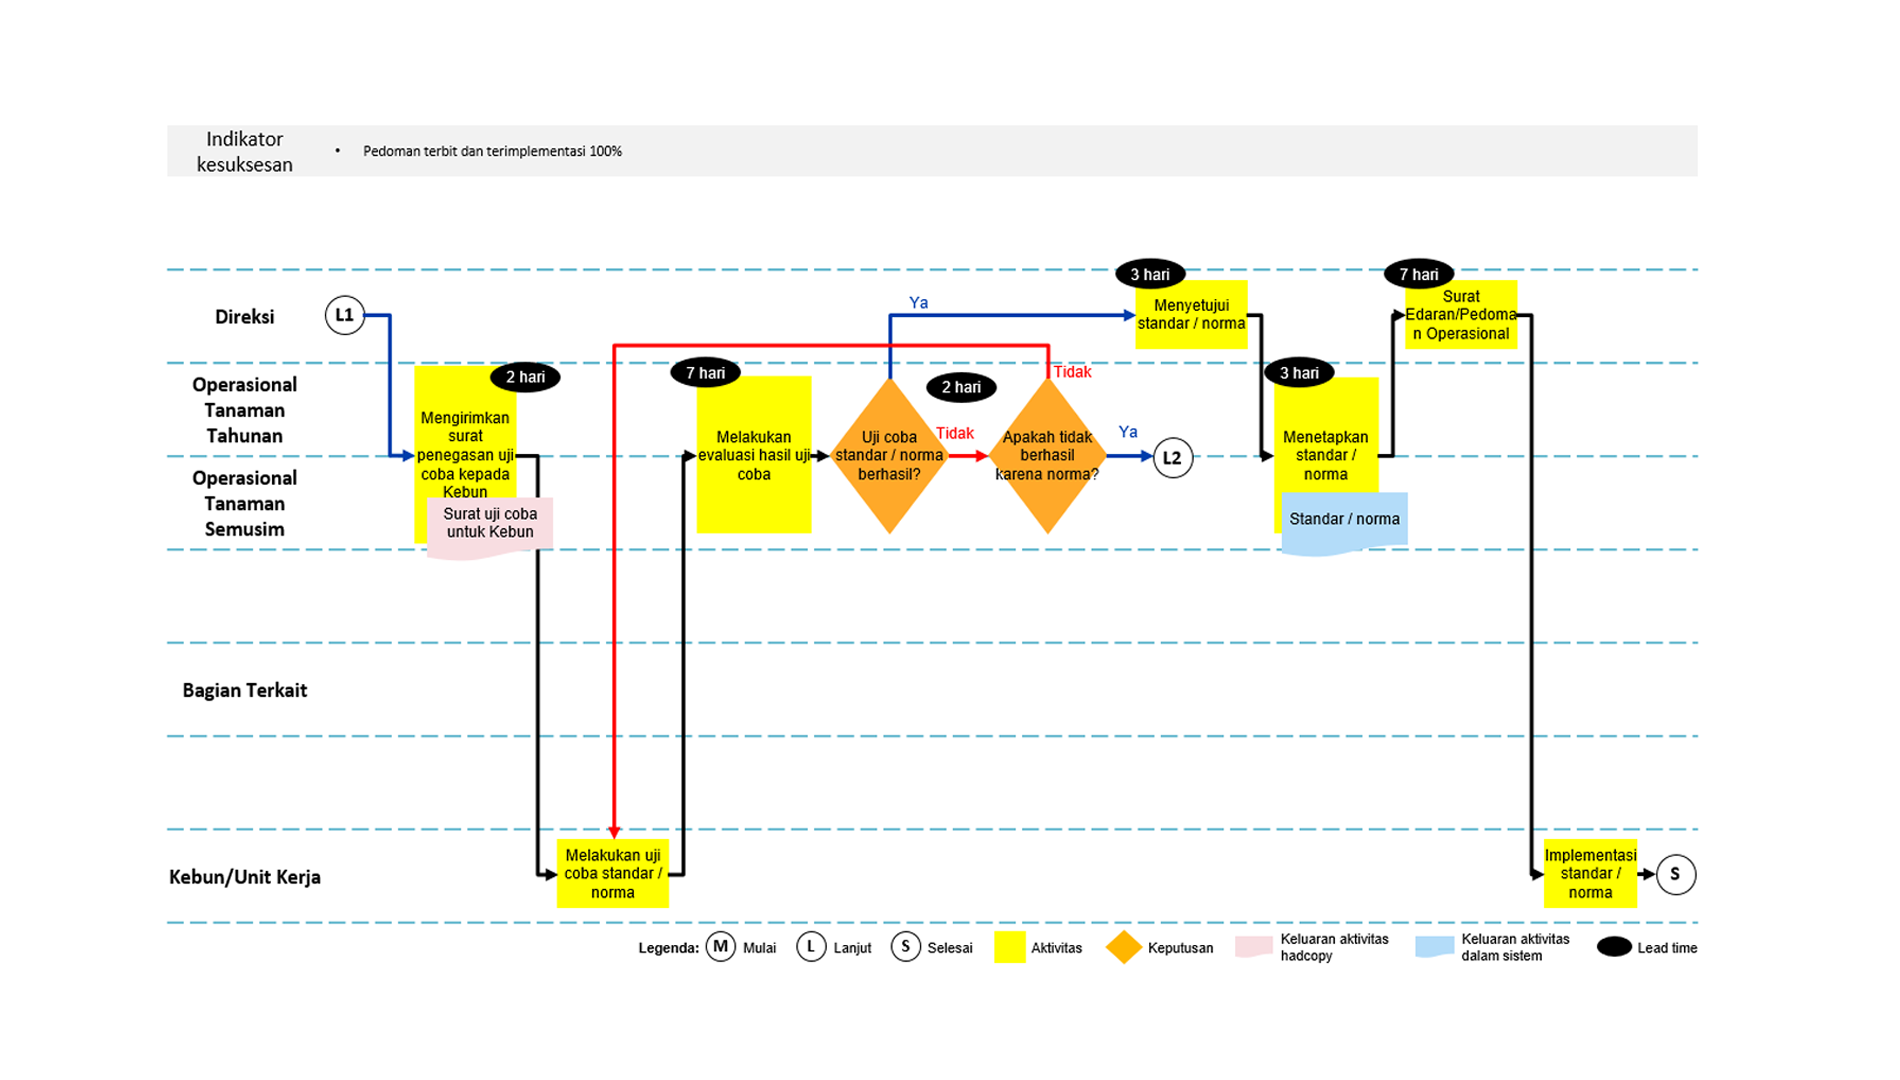 Indikator
kesuksesan
• Pedoman terbit dan terimplementasi 100%
3 hari
7 hari
Direksi
L1
Ya
Menyetujui
standar / norma
Surat
Edaran/Pedoma
n Operasional
Operasional
Tanaman
Tahunan
2 hari
7 hari
2 hari
Tidak
3 hari
Mengirimkan
surat
penegasan uji
coba kepada
Kebun
Melakukan
evaluasi hasil uji
coba
Uji coba
standar / norma
berhasil?
Tidak
Apakah tidak
berhasil
karena norma?
Ya
L2
Menetapkan
standar /
norma
Operasional
Tanaman
Semusim
Surat uji coba
untuk Kebun
Standar / norma
Bagian Terkait
Kebun/Unit Kerja
Melakukan uji
coba standar /
norma
Implementasi
standar /
norma
S
Legenda:
M
Mulai
L
Lanjut
S
Selesai
Aktivitas
Keputusan
Keluaran aktivitas
hadcopy
Keluaran aktivitas
dalam sistem
Lead time